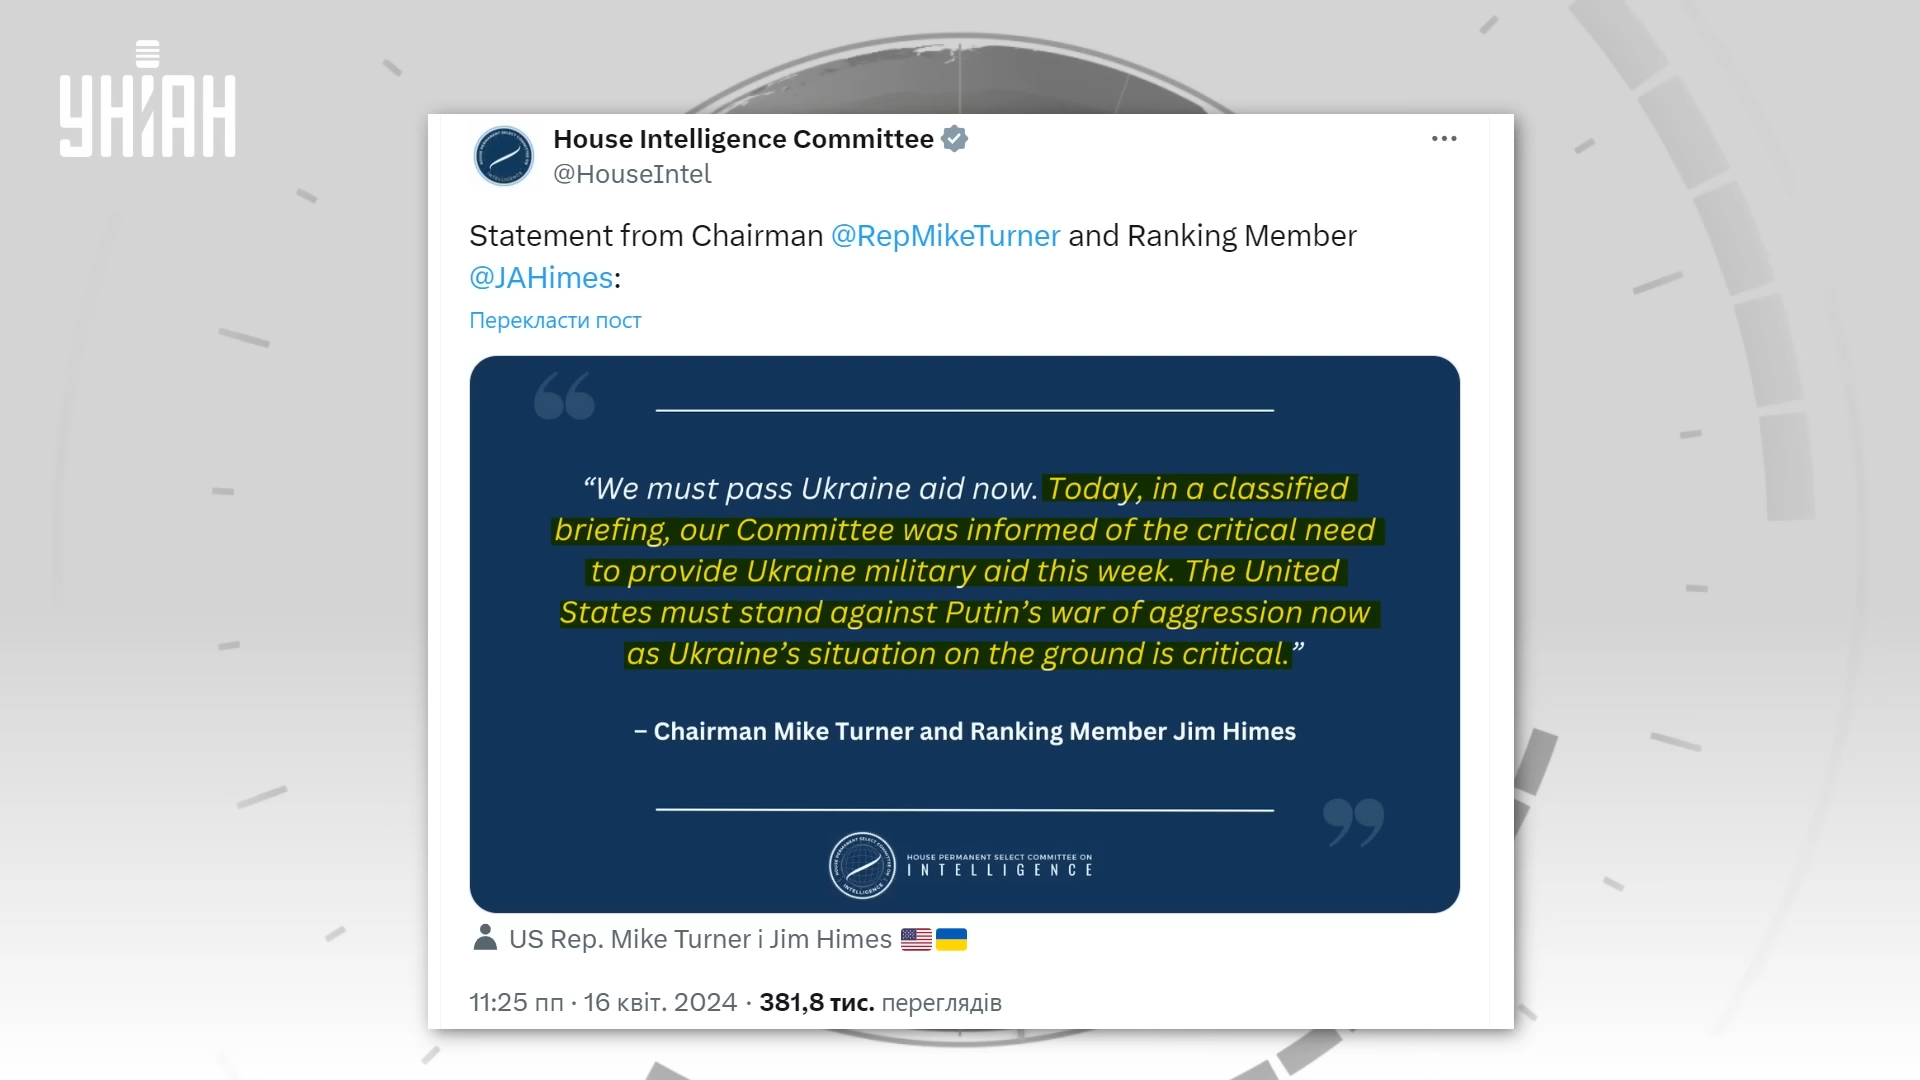 УНІАН
House Intelligence Committee
@HouseIntel
Statement from Chairman @RepMikeTurner and Ranking Member
@JAHimes:
Перекласти пост
“We must pass Ukraine aid now. Today, in a classified
briefing, our Committee was informed of the critical need
to provide Ukraine military aid this week. The United
States must stand against Putin’s war of aggression now
as Ukraine’s situation on the ground is critical.”
– Chairman Mike Turner and Ranking Member Jim Himes
HOUSE PERMANENT SELECT COMMITTEE ON
INTELLIGENCE
US Rep. Mike Turner і Jim Himes
11:25 пп · 16 квіт. 2024 · 381,8 тис. переглядів